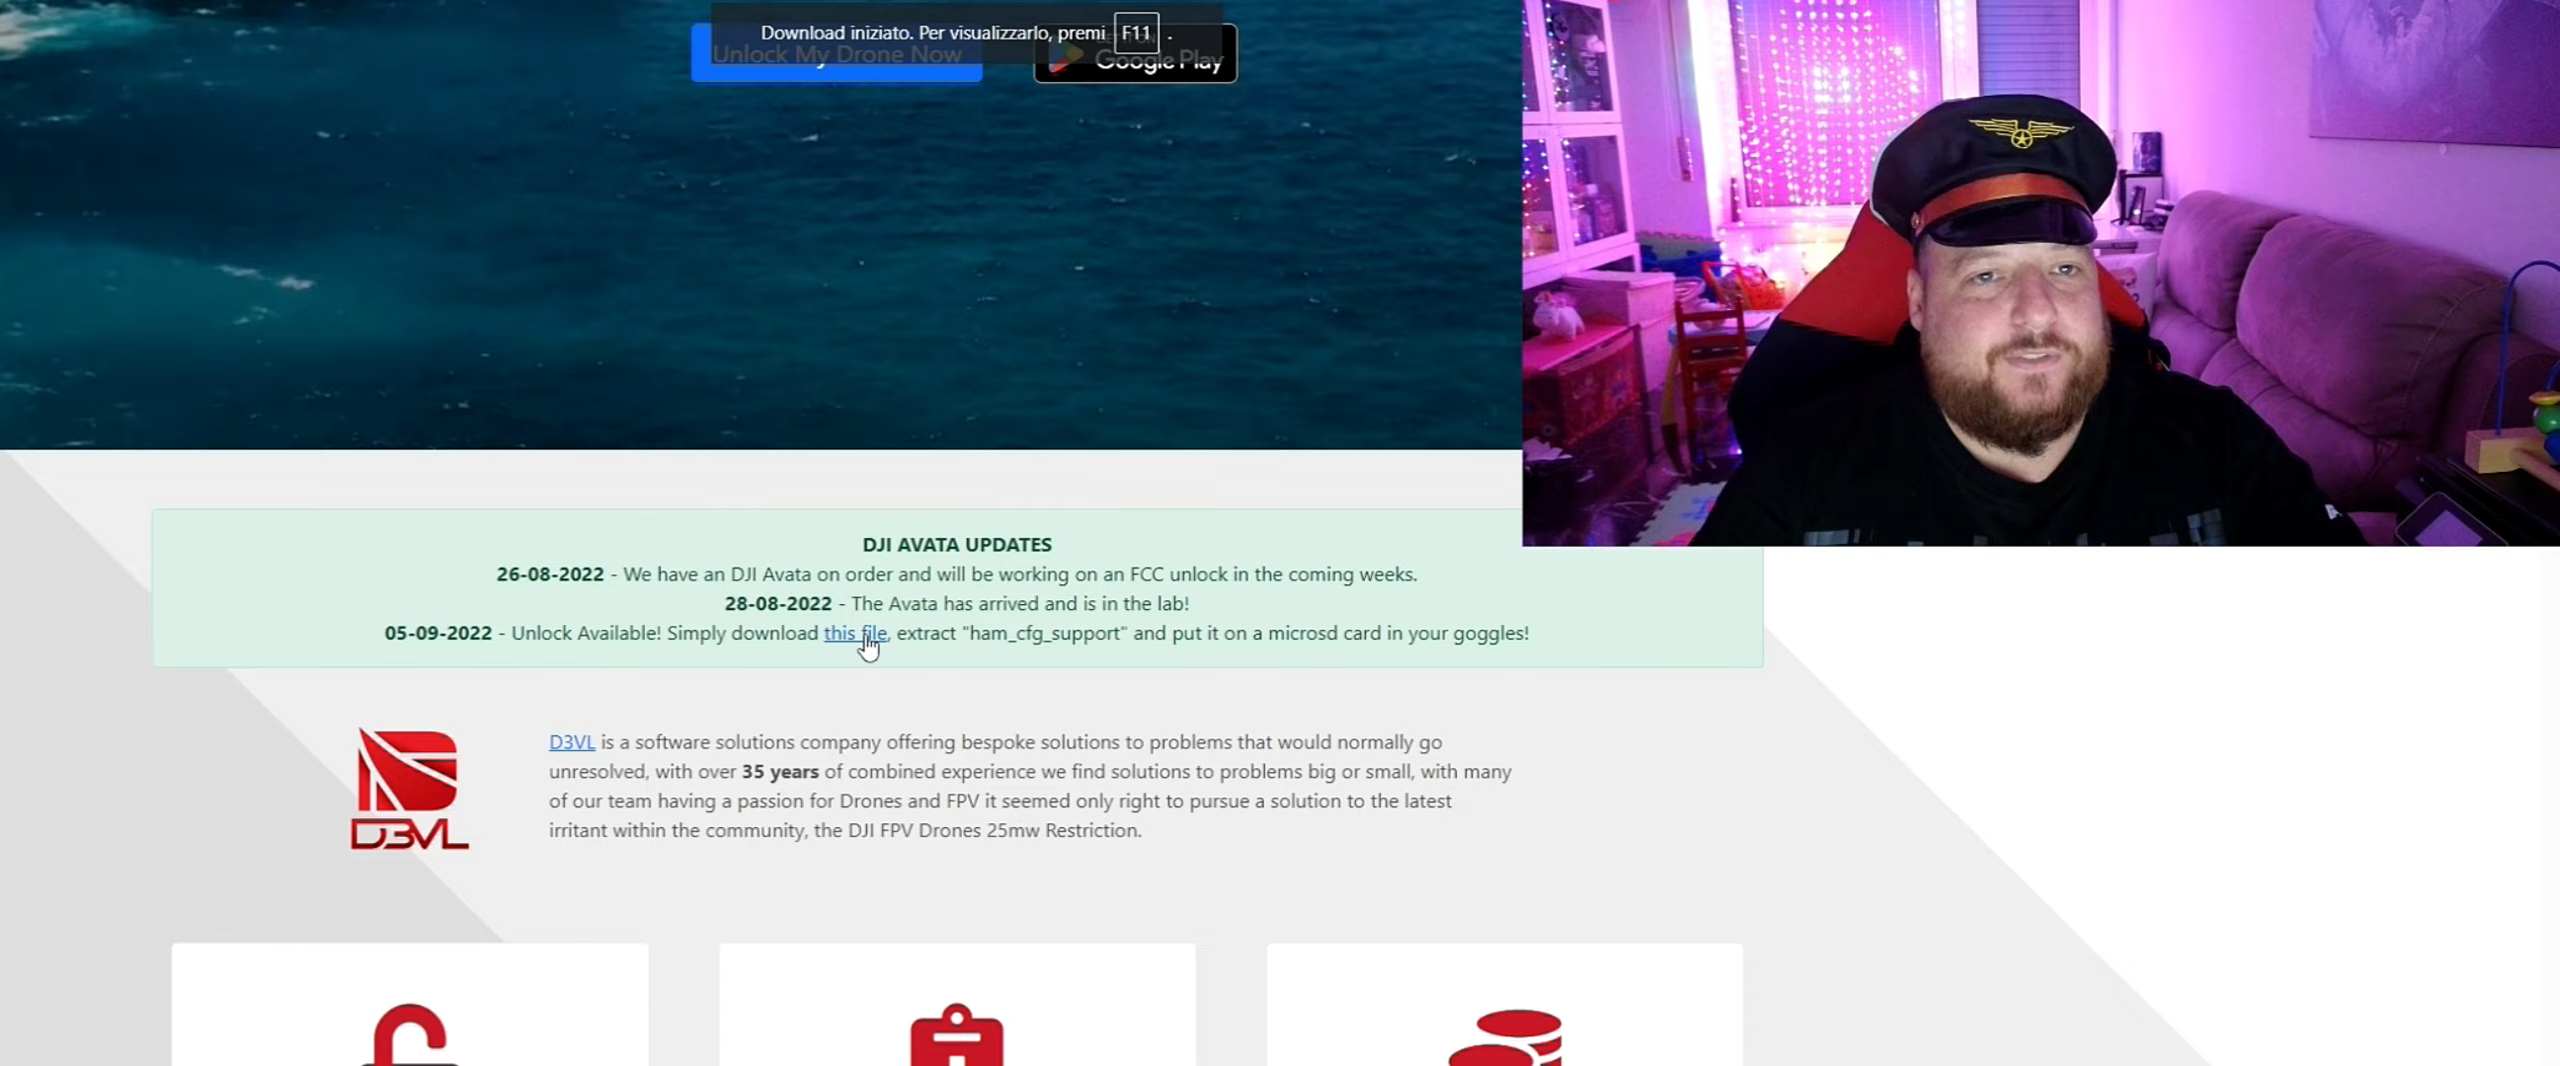 Download iniziato. Per visualizzarlo, premi F11 .
Unlock My Drone Now
Google Play
DJI AVATA UPDATES
26-08-2022 - We have an DJI Avata on order and will be working on an FCC unlock in the coming weeks.
28-08-2022 - The Avata has arrived and is in the lab!
05-09-2022 - Unlock Available! Simply download this file, extract "ham_cfg_support" and put it on a microsd card in your goggles!
D3VL is a software solutions company offering bespoke solutions to problems that would normally go
unresolved, with over 35 years of combined experience we find solutions to problems big or small, with many
of our team having a passion for Drones and FPV it seemed only right to pursue a solution to the latest
irritant within the community, the DJI FPV Drones 25mw Restriction.
D3VL